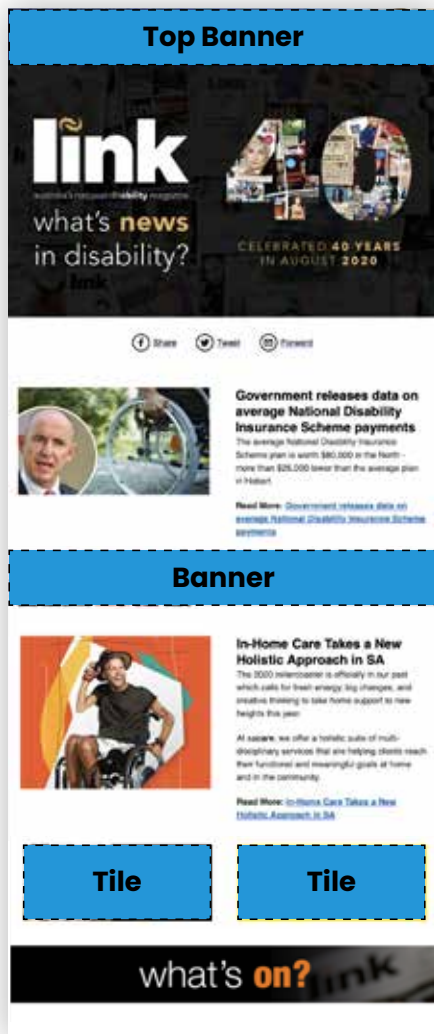 Top Banner
link
australia's national disability magazine
what's news
in disability?
40
CELEBRATED 40 YEARS
IN AUGUST 2020
Share Tweet Forward
Government releases data on
average National Disability
Insurance Scheme payments
The average National Disability Insurance
Scheme plan is worth $80,000 in the North -
more than $26,000 lower than the average plan
in Hobart.
Read More: Government releases data on
average National Disability Insurance Scheme
payments
Banner
In-Home Care Takes a New
Holistic Approach in SA
The 2020 rollercoaster is officially in our past
which calls for fresh energy, big changes, and
creative thinking to take home support to new
heights this year.
At xacare, we offer a holistic suite of multi-
disciplinary services that are helping clients reach
their functional and meaningful goals at home
and in the community.
Read More: In-Home Care Takes a New
Holistic Approach in SA
Tile
Tile
what's on?
link